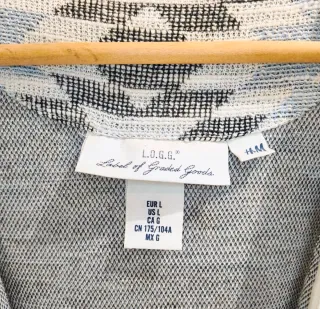 L.O.G.G.®
Label of Graded Goods
H&M
EUR L
US L
CA G
CN 175/104A
MX G